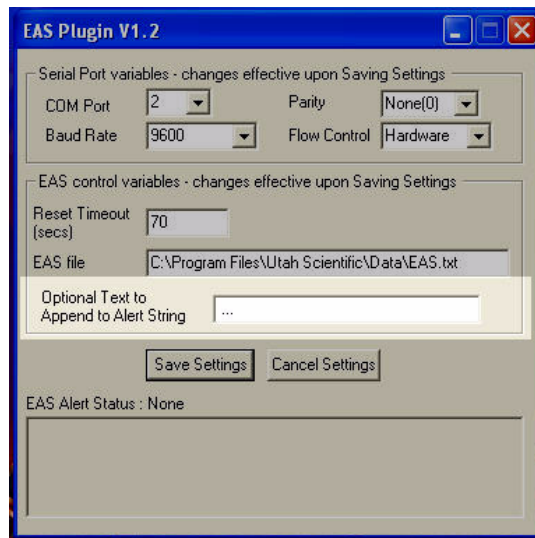 EAS Plugin V1.2
Serial Port variables - changes effective upon Saving Settings
COM Port 2 Parity None(0)
Baud Rate 9600 Flow Control Hardware
EAS control variables - changes effective upon Saving Settings
Reset Timeout
(secs) 70
EAS file C:\Program Files\Utah Scientific\Data\EAS.txt
Optional Text to
Append to Alert String ...
Save Settings Cancel Settings
EAS Alert Status : None